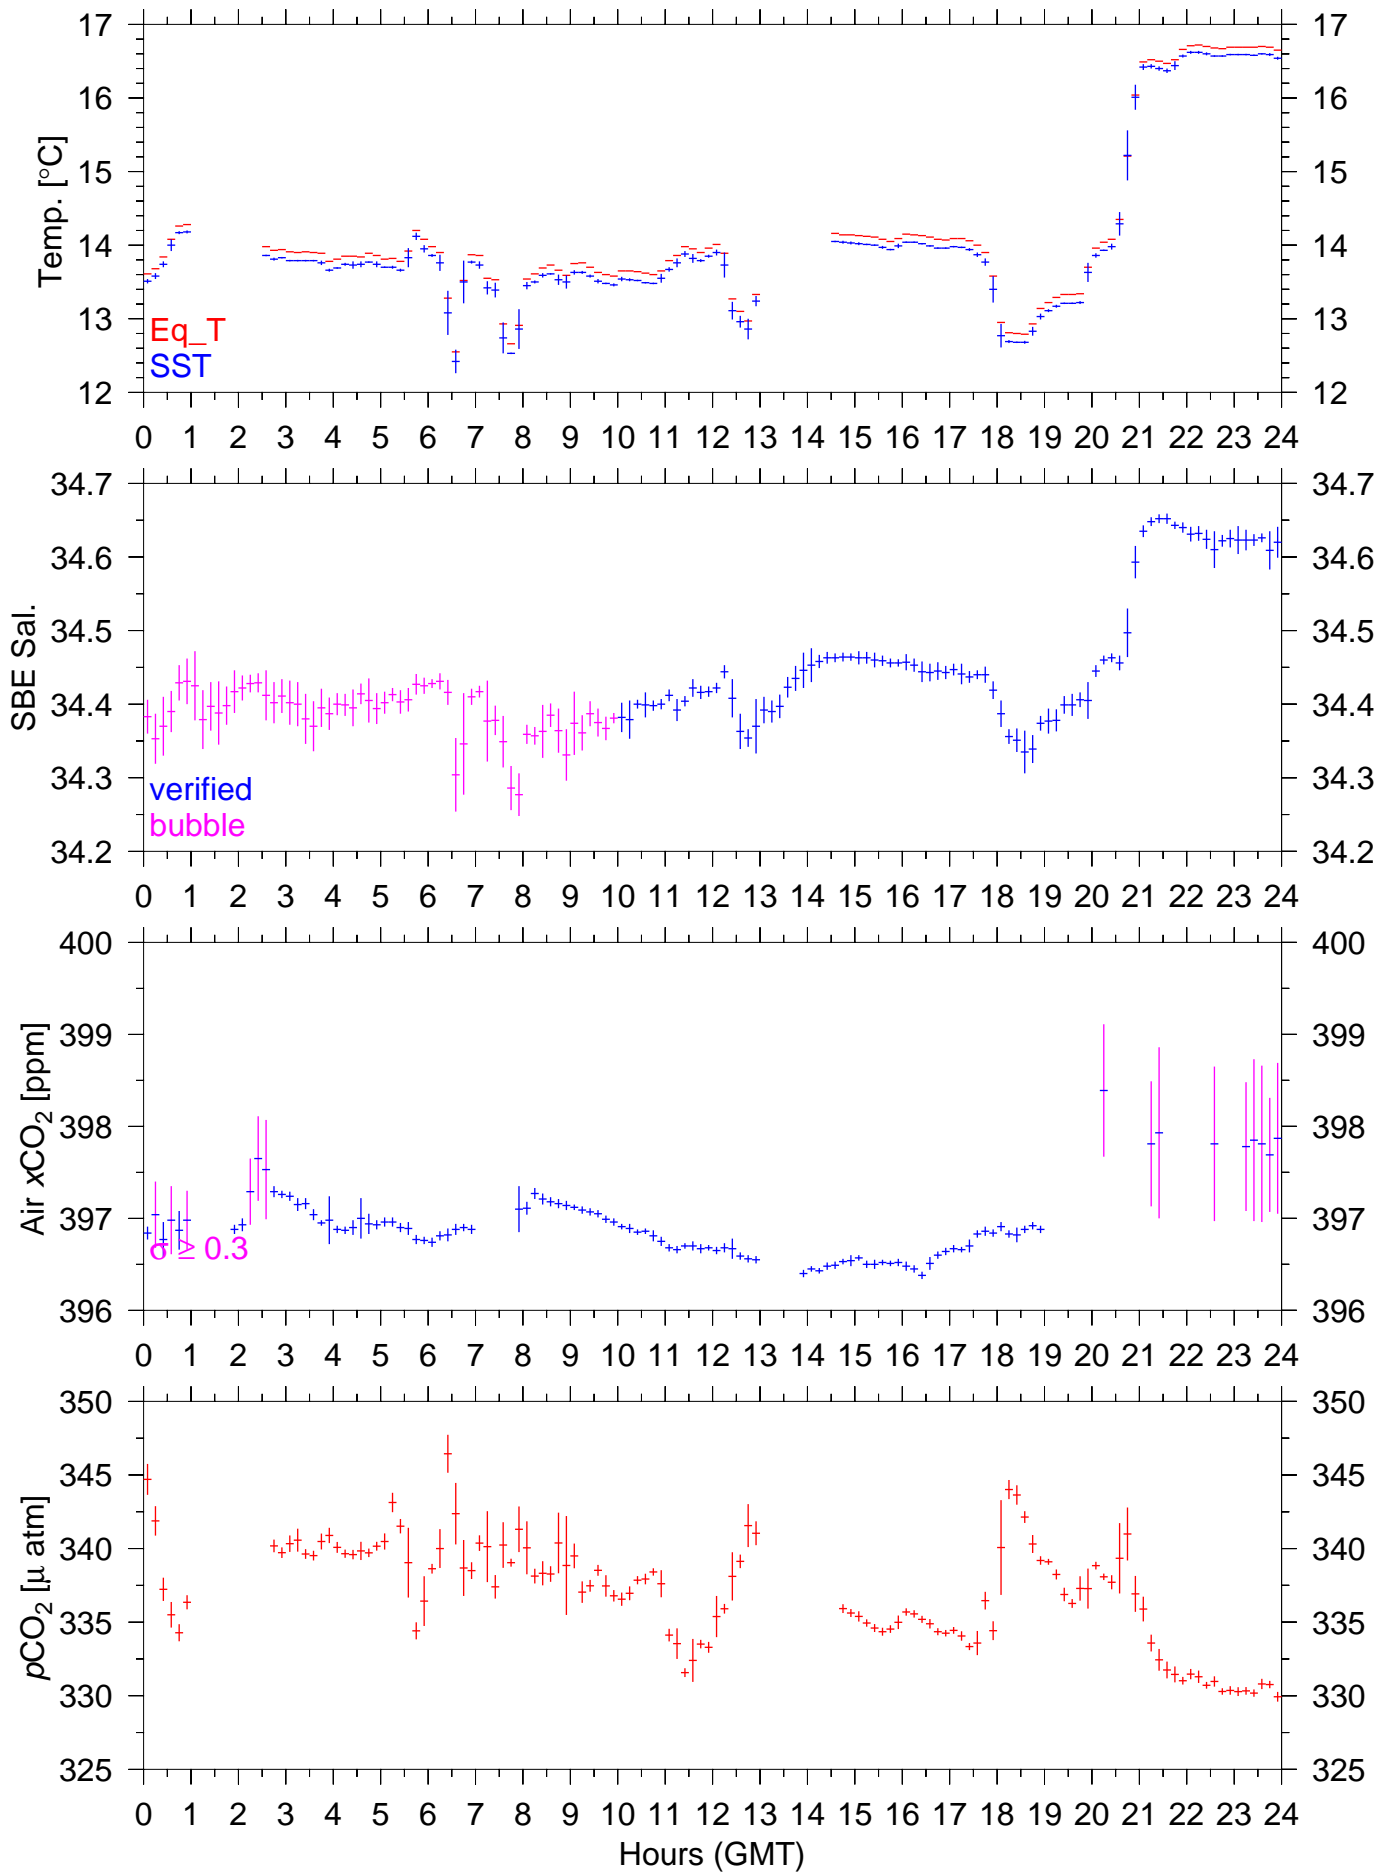 17 17
16 16
15 15
14 14
13 13
12 12
Temp. [°C]
Eq_T
SST
0 1 2 3 4 5 6 7 8 9 10 11 12 13 14 15 16 17 18 19 20 21 22 23 24
34.7 34.7
34.6 34.6
34.5 34.5
34.4 34.4
34.3 34.3
34.2 34.2
SBE Sal.
verified
bubble
0 1 2 3 4 5 6 7 8 9 10 11 12 13 14 15 16 17 18 19 20 21 22 23 24
400 400
399 399
398 398
397 397
396 396
Air xCO₂ [ppm]
σ ≥ 0.3
0 1 2 3 4 5 6 7 8 9 10 11 12 13 14 15 16 17 18 19 20 21 22 23 24
350 350
345 345
340 340
335 335
330 330
325 325
pCO₂ [μ atm]
0 1 2 3 4 5 6 7 8 9 10 11 12 13 14 15 16 17 18 19 20 21 22 23 24
Hours (GMT)